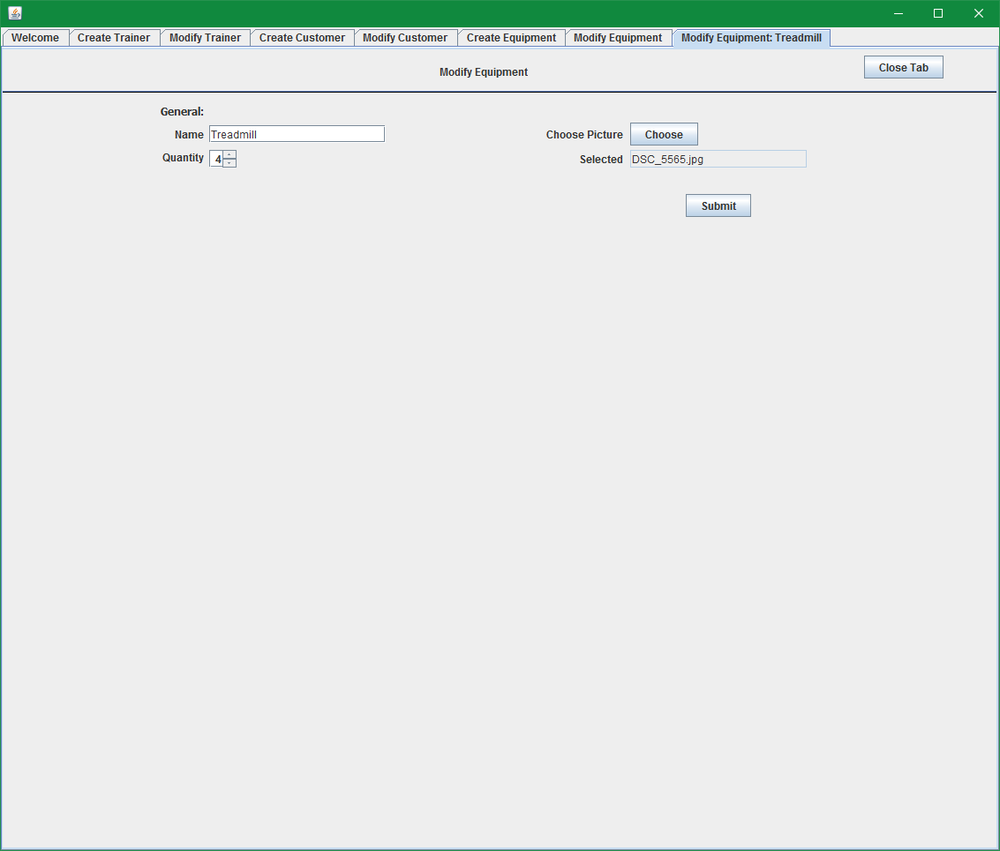 Welcome Create Trainer Modify Trainer Create Customer Modify Customer Create Equipment Modify Equipment Modify Equipment: Treadmill
Modify Equipment Close Tab
General:
Name Treadmill Choose Picture Choose
Quantity 4 Selected DSC_5565.jpg
Submit